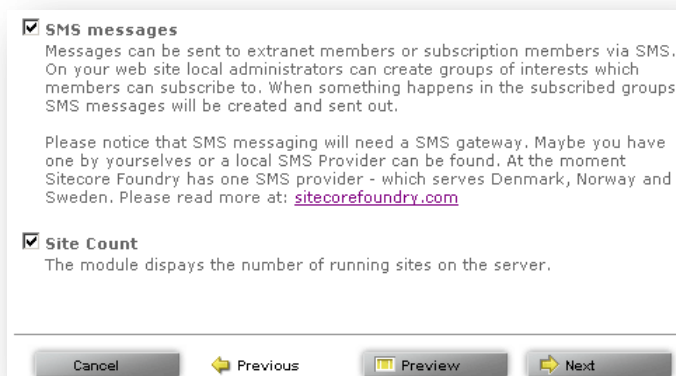 SMS messages
Messages can be sent to extranet members or subscription members via SMS.
On your web site local administrators can create groups of interests which
members can subscribe to. When something happens in the subscribed groups
SMS messages will be created and sent out.
Please notice that SMS messaging will need a SMS gateway. Maybe you have
one by yourselves or a local SMS Provider can be found. At the moment
Sitecore Foundry has one SMS provider - which serves Denmark, Norway and
Sweden. Please read more at: sitecorefoundry.com
Site Count
The module dispays the number of running sites on the server.
Cancel Previous Preview Next